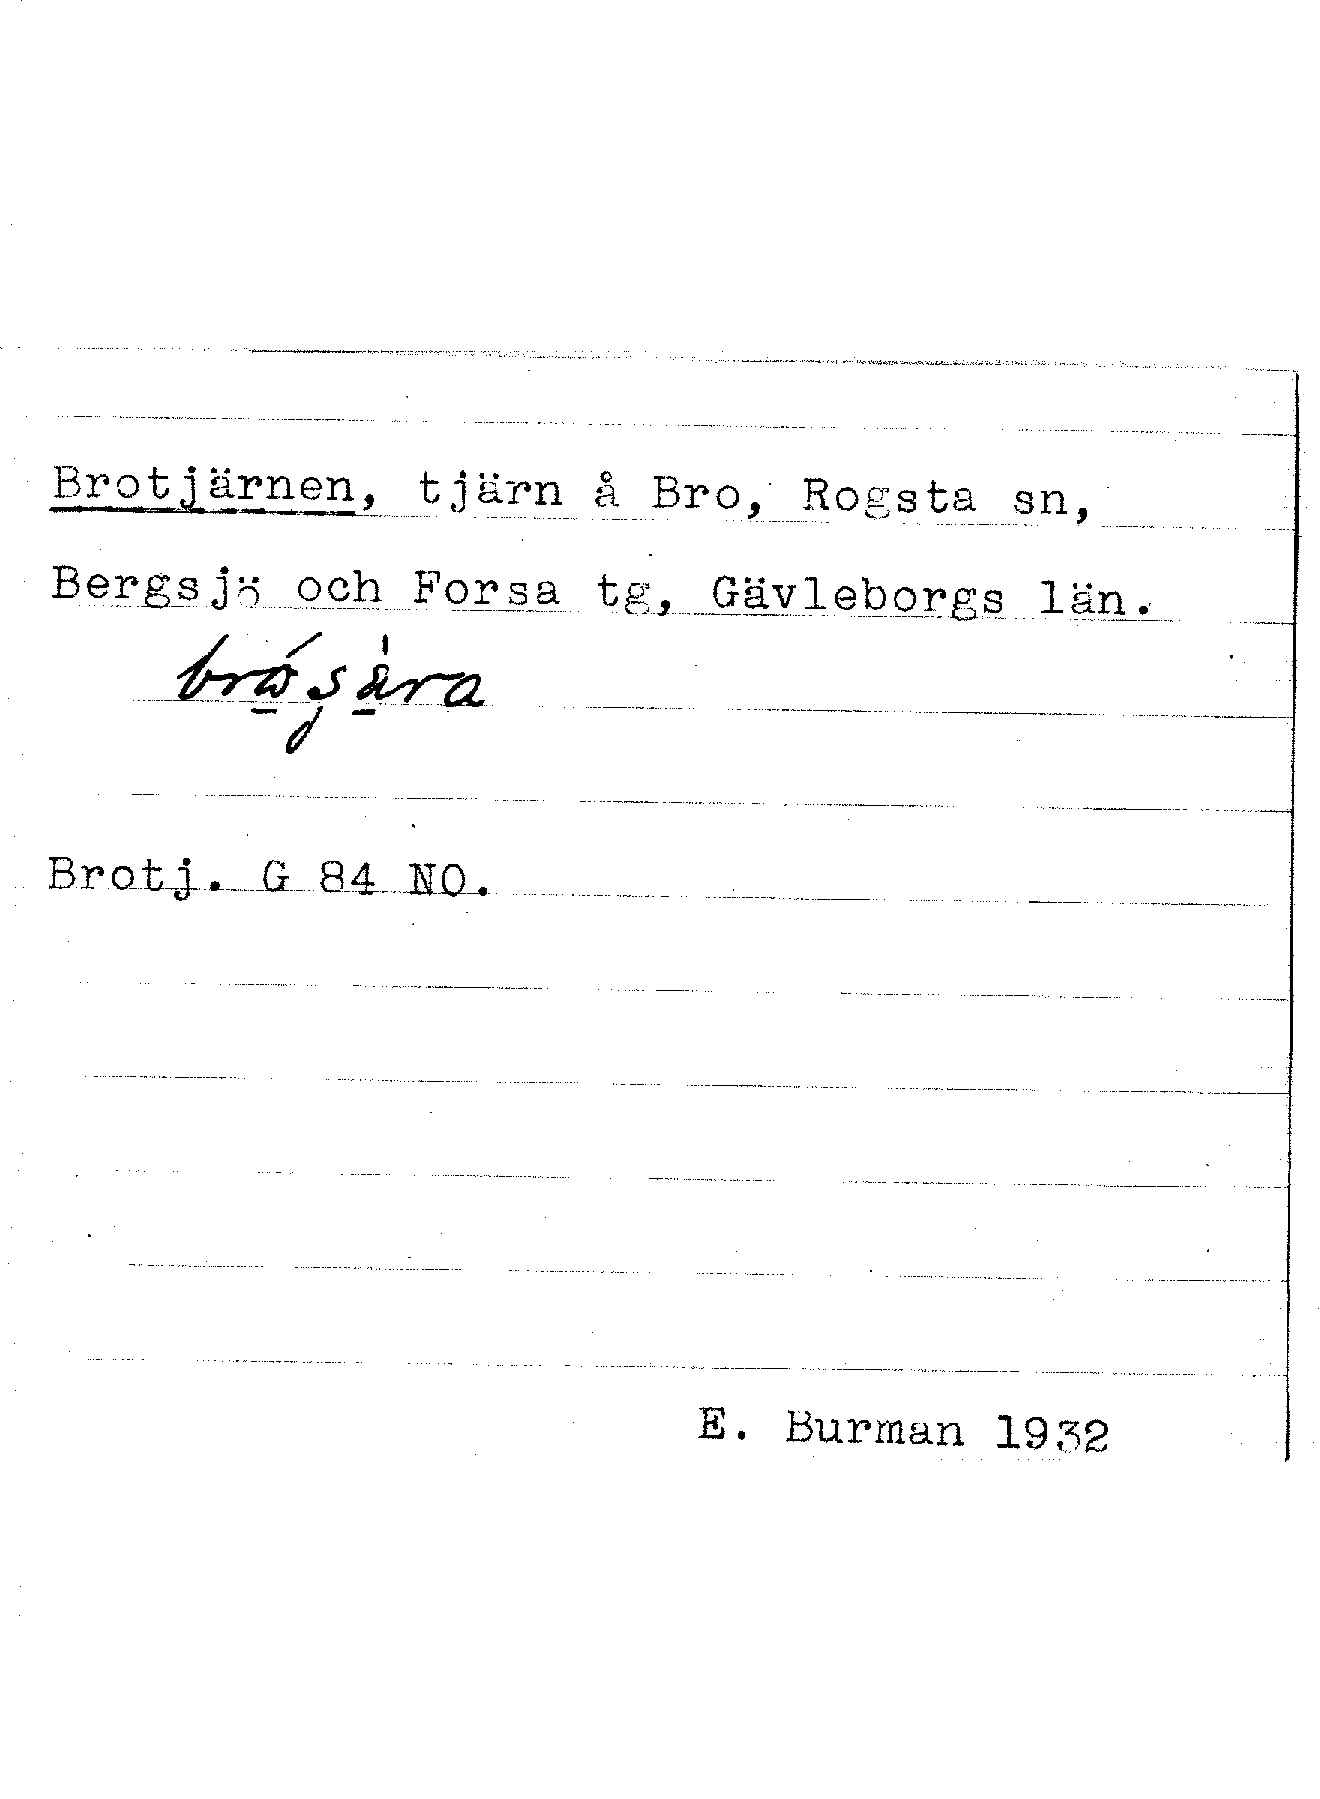 Brotjärnen, tjärn å Bro, Rogsta sn,
Bergsjö och Forsa tg, Gävleborgs län.
Brotj. G 84 NO.
E. Burman 1932